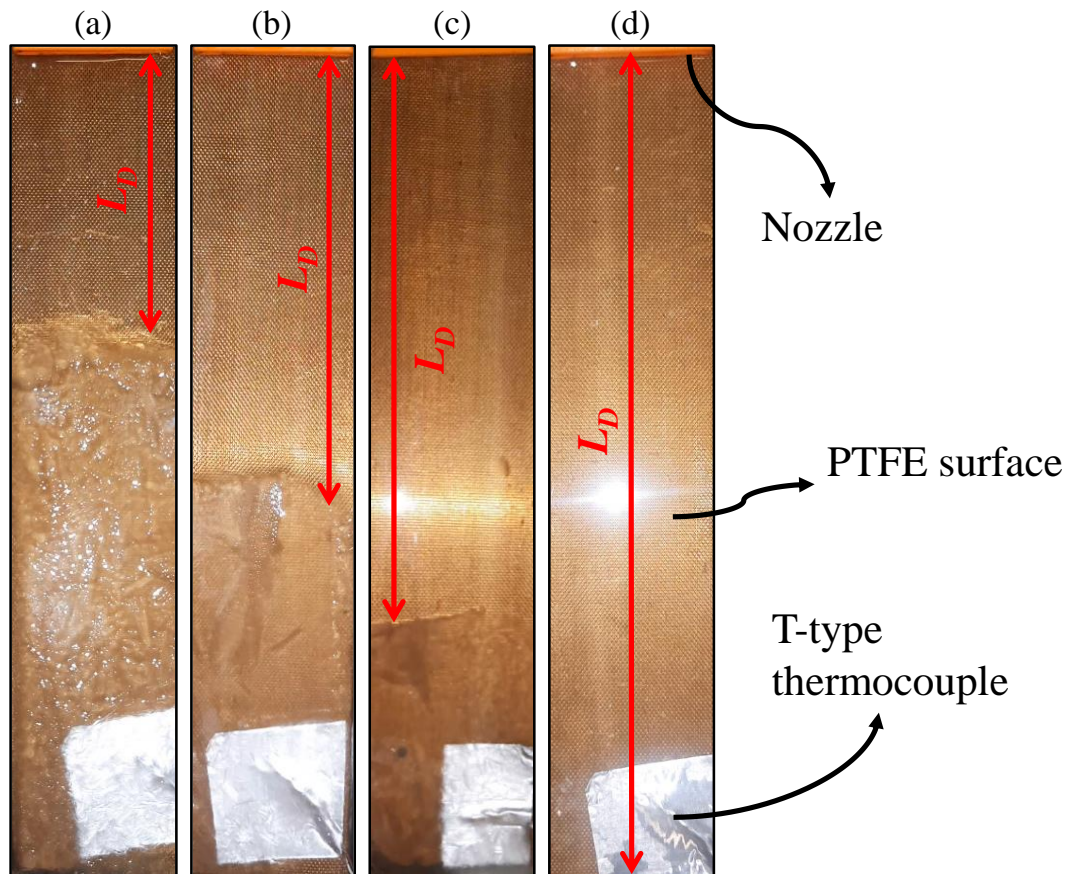 (a)
(b)
(c)
(d)
L_D
L_D
L_D
L_D
Nozzle
PTFE surface
T-type
thermocouple